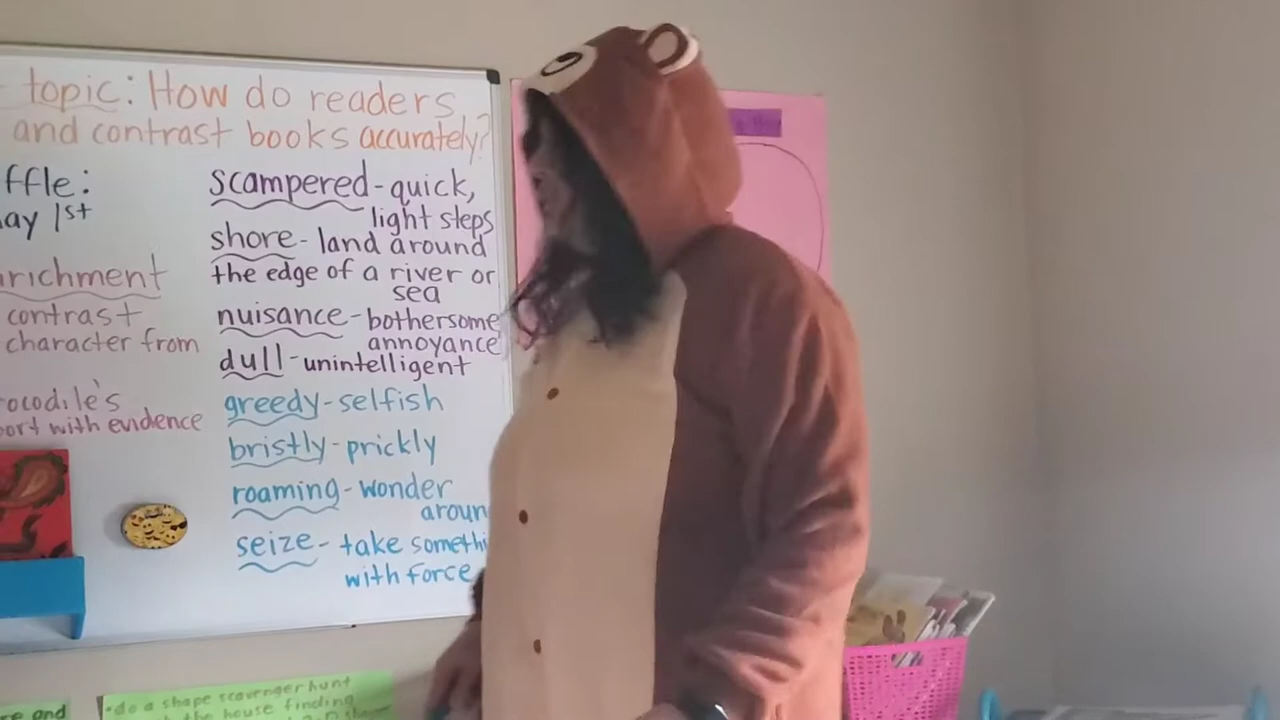 topic: How do readers
and contrast books accurately?
ffle:
ay 1st
richment
contrast
character from
ocodile's
ort with evidence
scampered - quick,
light steps
shore - land around
the edge of a river or
sea
nuisance - bothersome
annoyance
dull - unintelligent
greedy - selfish
bristly - prickly
roaming - wonder
aroun
seize - take somethi
with force
and
*do a shape scavenger hunt
the house finding